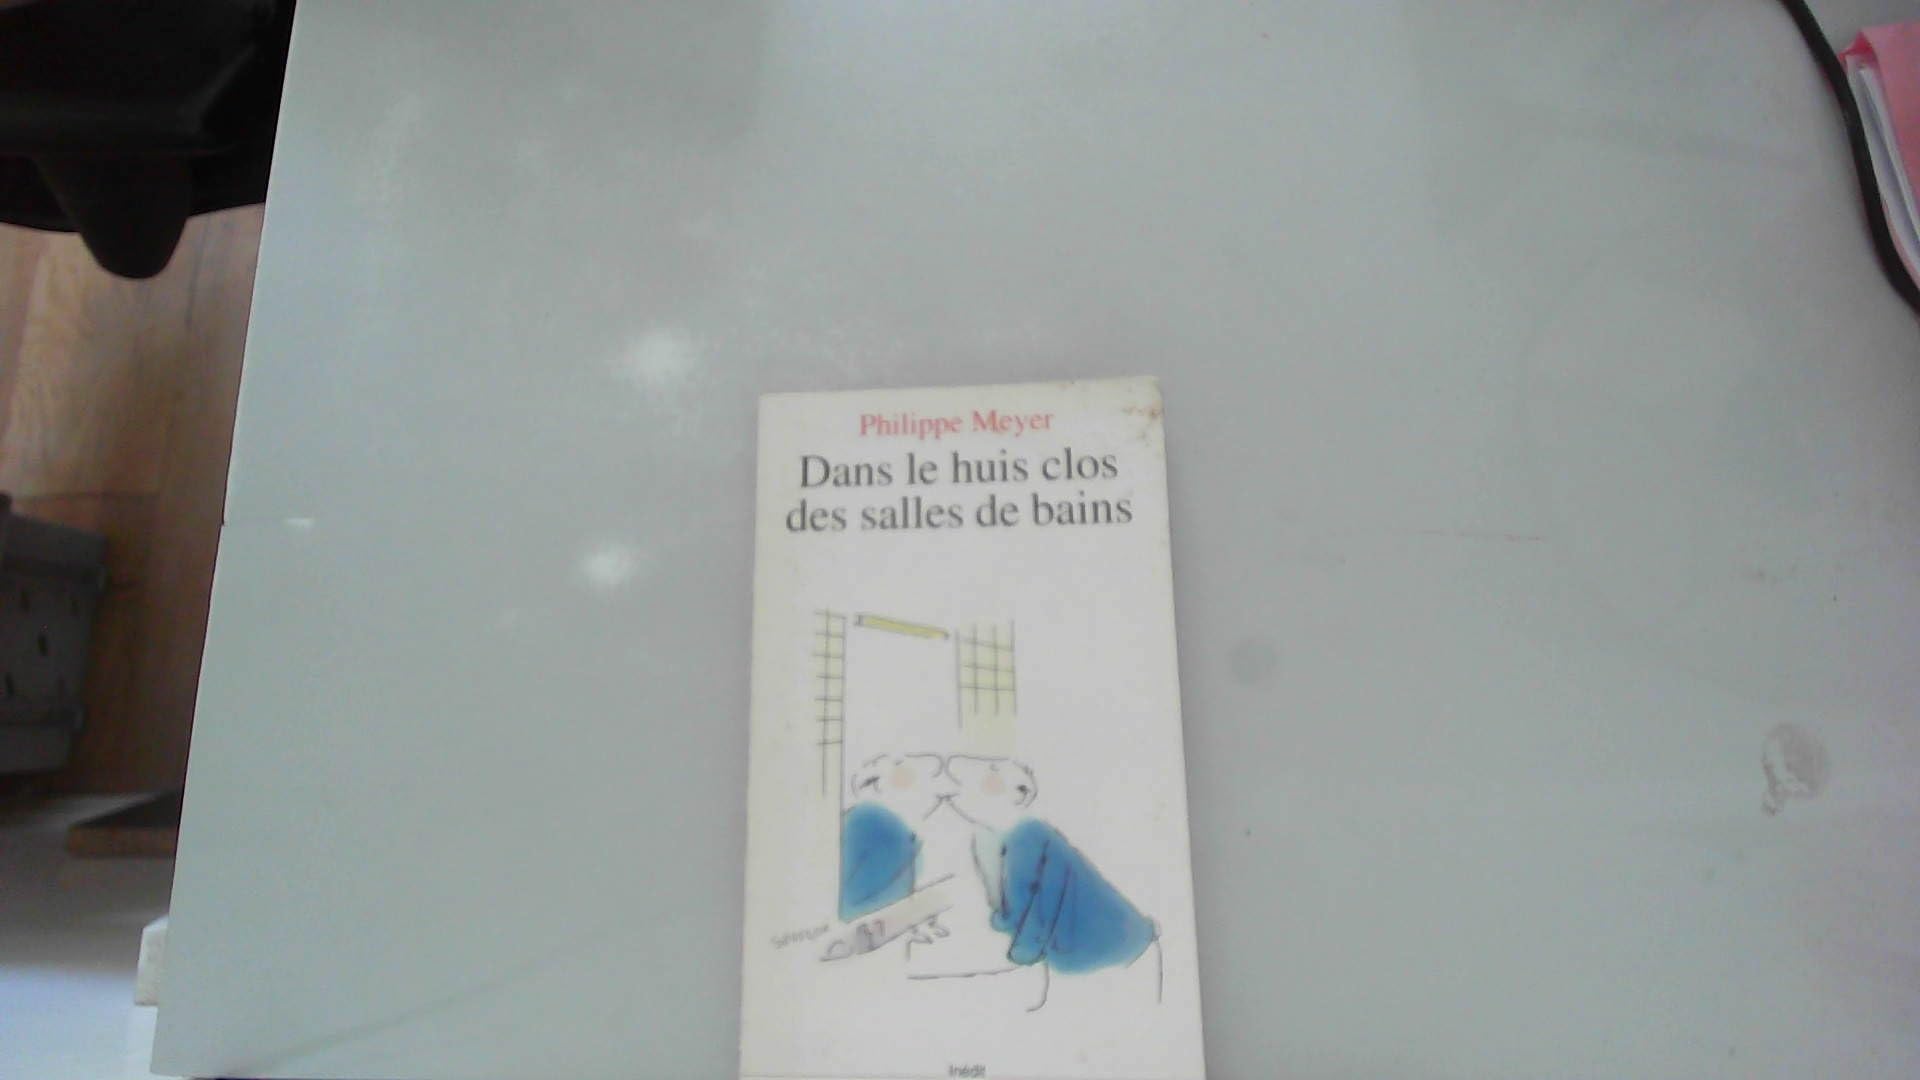 Philippe Meyer
Dans le huis clos
des salles de bains
Inédit